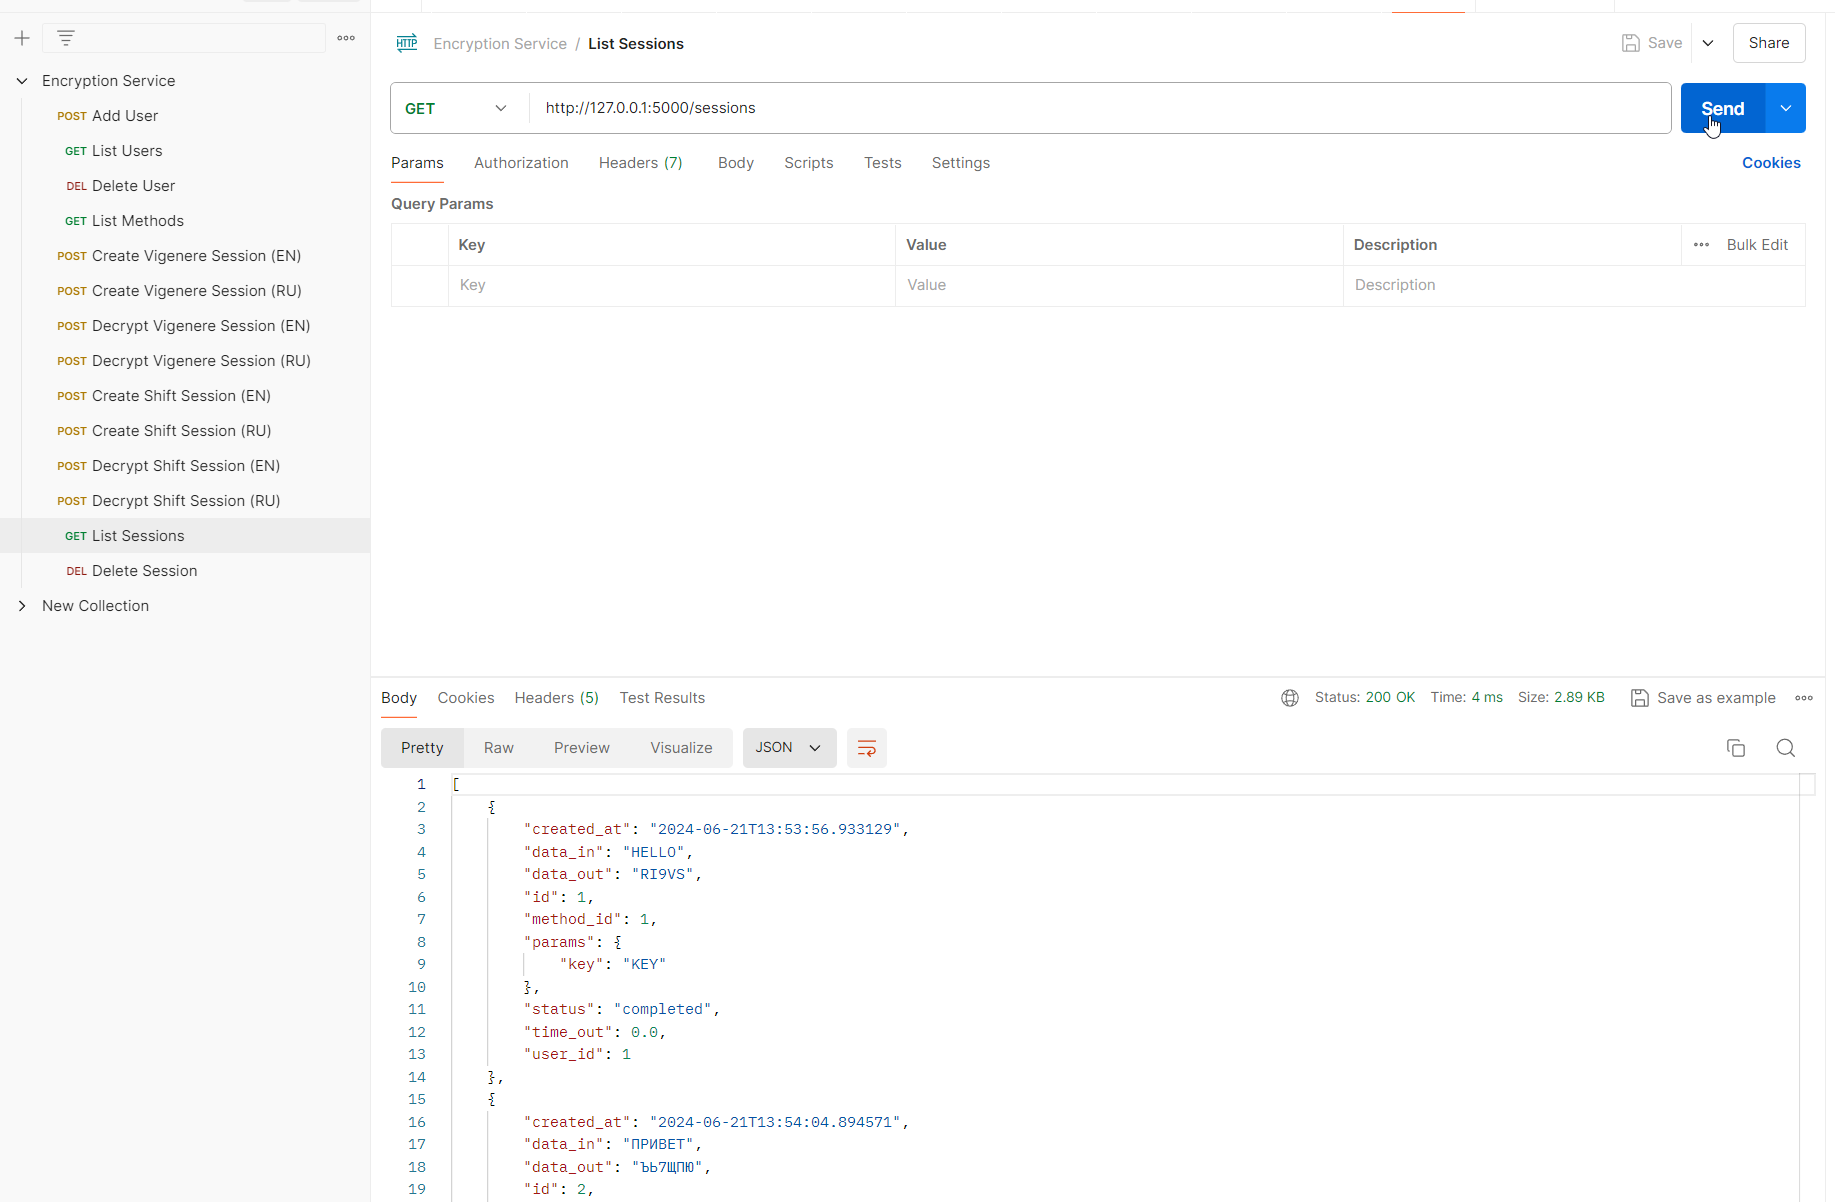 Encryption Service
POST Add User
GET List Users
DEL Delete User
GET List Methods
POST Create Vigenere Session (EN)
POST Create Vigenere Session (RU)
POST Decrypt Vigenere Session (EN)
POST Decrypt Vigenere Session (RU)
POST Create Shift Session (EN)
POST Create Shift Session (RU)
POST Decrypt Shift Session (EN)
POST Decrypt Shift Session (RU)
GET List Sessions
DEL Delete Session
New Collection
HTTP Encryption Service / List Sessions Save Share
GET http://127.0.0.1:5000/sessions Send
Params Authorization Headers (7) Body Scripts Tests Settings Cookies
Query Params
Key Value Description Bulk Edit
Key Value Description
Body Cookies Headers (5) Test Results Status: 200 OK Time: 4 ms Size: 2.89 KB Save as example
Pretty Raw Preview Visualize JSON
1 [
2 {
3 "created_at": "2024-06-21T13:53:56.933129",
4 "data_in": "HELLO",
5 "data_out": "RI9VS",
6 "id": 1,
7 "method_id": 1,
8 "params": {
9 "key": "KEY"
10 },
11 "status": "completed",
12 "time_out": 0.0,
13 "user_id": 1
14 },
15 {
16 "created_at": "2024-06-21T13:54:04.894571",
17 "data_in": "ПРИВЕТ",
18 "data_out": "ЪЬ7ЩПЮ",
19 "id": 2,